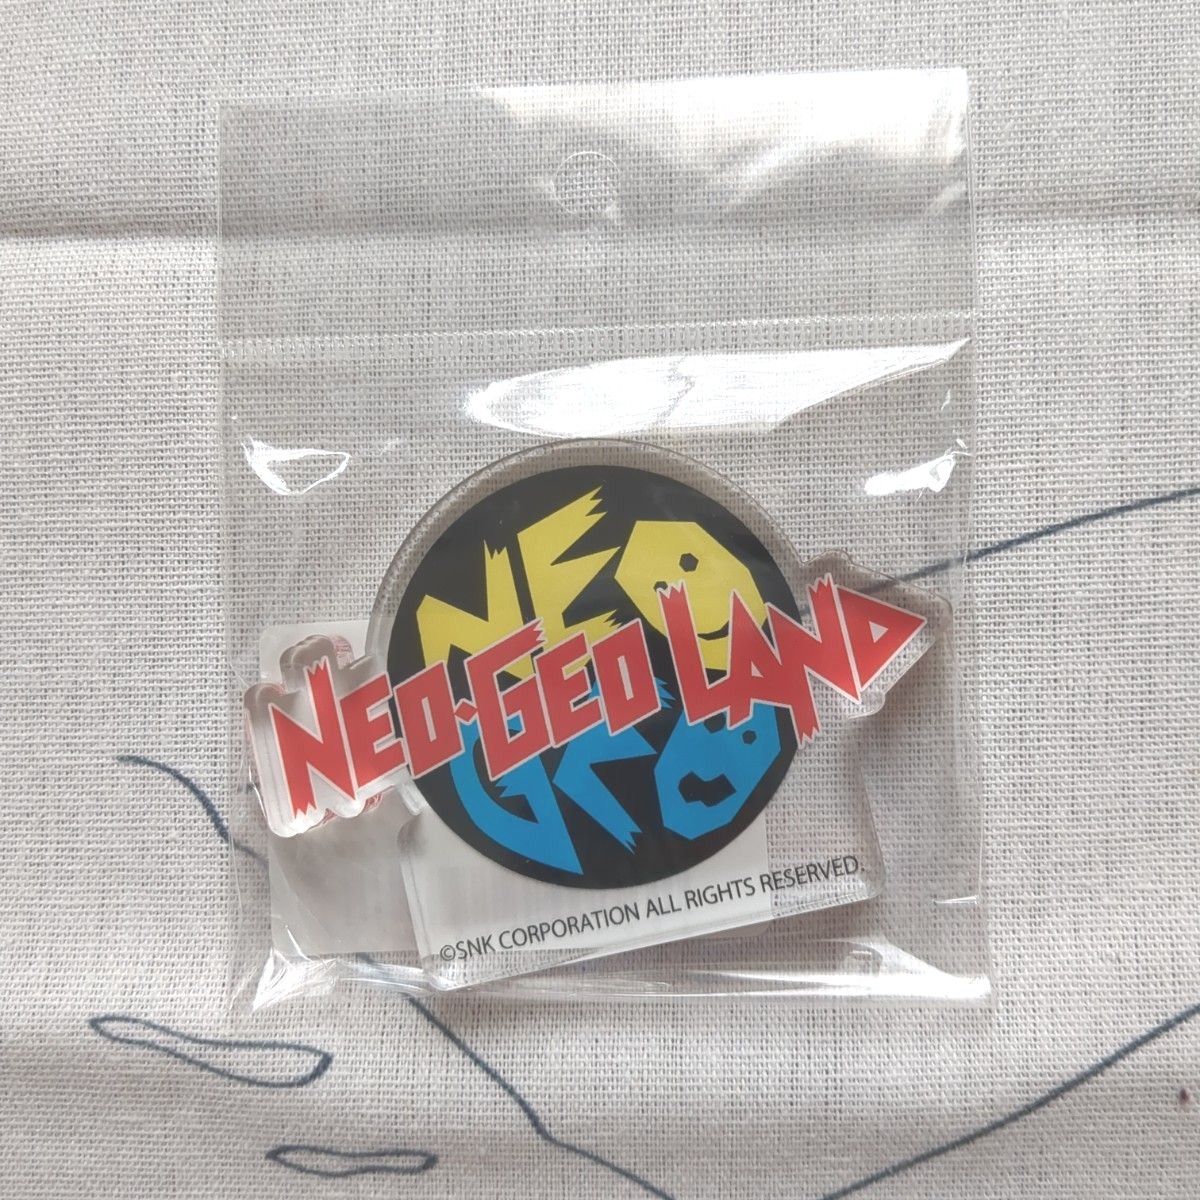 NEO
GEO
NEO·GEO LAND
©SNK CORPORATION ALL RIGHTS RESERVED.